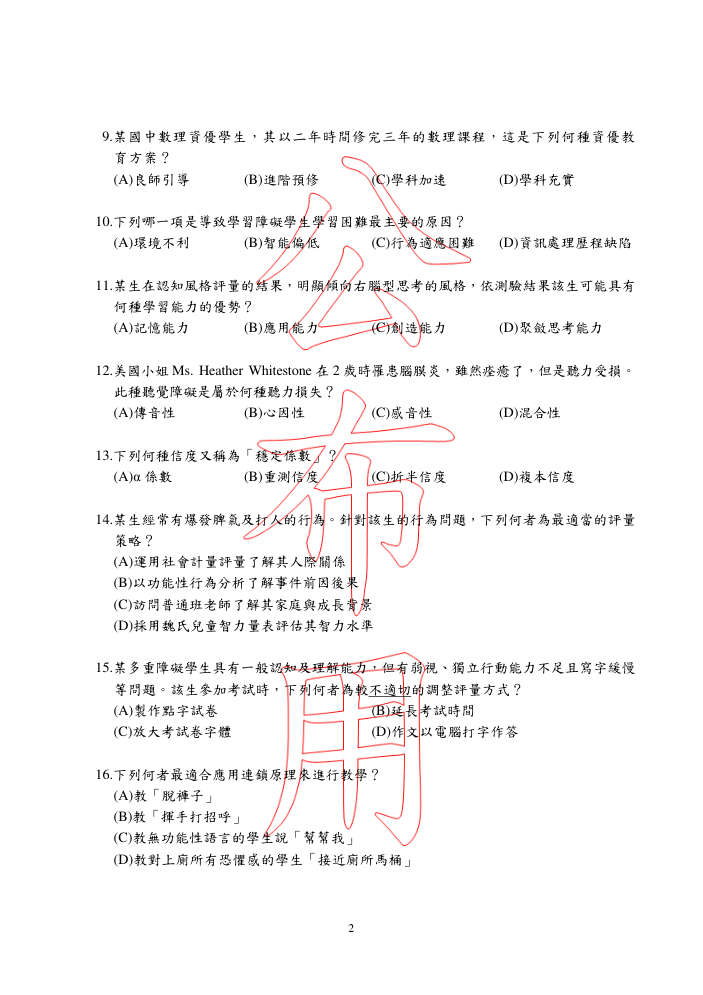 9.某國中數理資優學生，其以二年時間修完三年的數理課程，這是下列何種資優教
育方案？
(A)良師引導 (B)進階預修 (C)學科加速 (D)學科充實
10.下列哪一項是導致學習障礙學生學習困難最主要的原因？
(A)環境不利 (B)智能偏低 (C)行為適應困難 (D)資訊處理歷程缺陷
11.某生在認知風格評量的結果，明顯傾向右腦型思考的風格，依測驗結果該生可能具有
何種學習能力的優勢？
(A)記憶能力 (B)應用能力 (C)創造能力 (D)聚斂思考能力
12.美國小姐 Ms. Heather Whitestone 在 2 歲時罹患腦膜炎，雖然痊癒了，但是聽力受損。
此種聽覺障礙是屬於何種聽力損失？
(A)傳音性 (B)心因性 (C)感音性 (D)混合性
13.下列何種信度又稱為「穩定係數」？
(A)α 係數 (B)重測信度 (C)折半信度 (D)複本信度
14.某生經常有爆發脾氣及打人的行為。針對該生的行為問題，下列何者為最適當的評量
策略？
(A)運用社會計量評量了解其人際關係
(B)以功能性行為分析了解事件前因後果
(C)訪問普通班老師了解其家庭與成長背景
(D)採用魏氏兒童智力量表評估其智力水準
15.某多重障礙學生具有一般認知及理解能力，但有弱視、獨立行動能力不足且寫字緩慢
等問題。該生參加考試時，下列何者為較不適切的調整評量方式？
(A)製作點字試卷 (B)延長考試時間
(C)放大考試卷字體 (D)作文以電腦打字作答
16.下列何者最適合應用連鎖原理來進行教學？
(A)教「脫褲子」
(B)教「揮手打招呼」
(C)教無功能性語言的學生說「幫幫我」
(D)教對上廁所有恐懼感的學生「接近廁所馬桶」
公布用
2